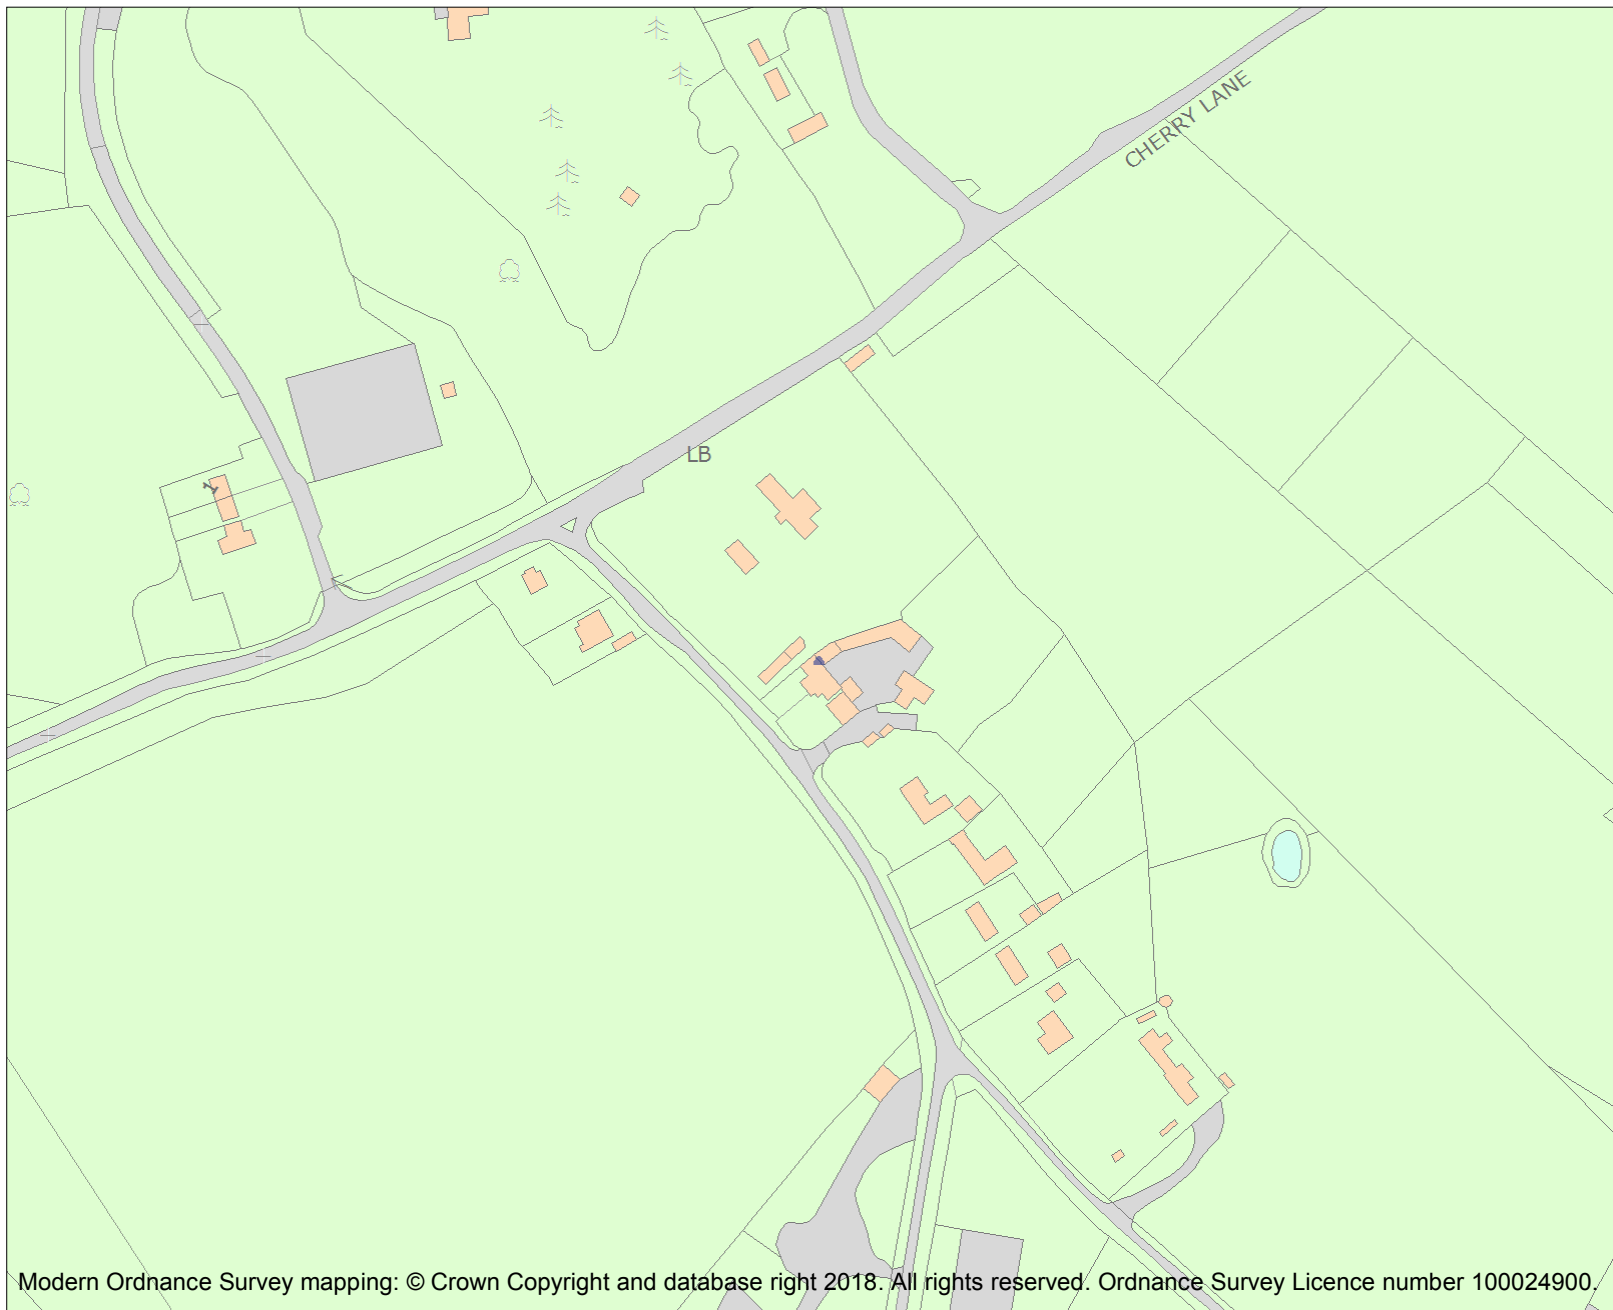 CHERRY LANE
LB
1
Modern Ordnance Survey mapping: © Crown Copyright and database right 2018. All rights reserved. Ordnance Survey Licence number 100024900.